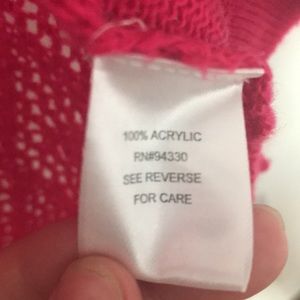 100% ACRYLIC
RN#94330
SEE REVERSE
FOR CARE